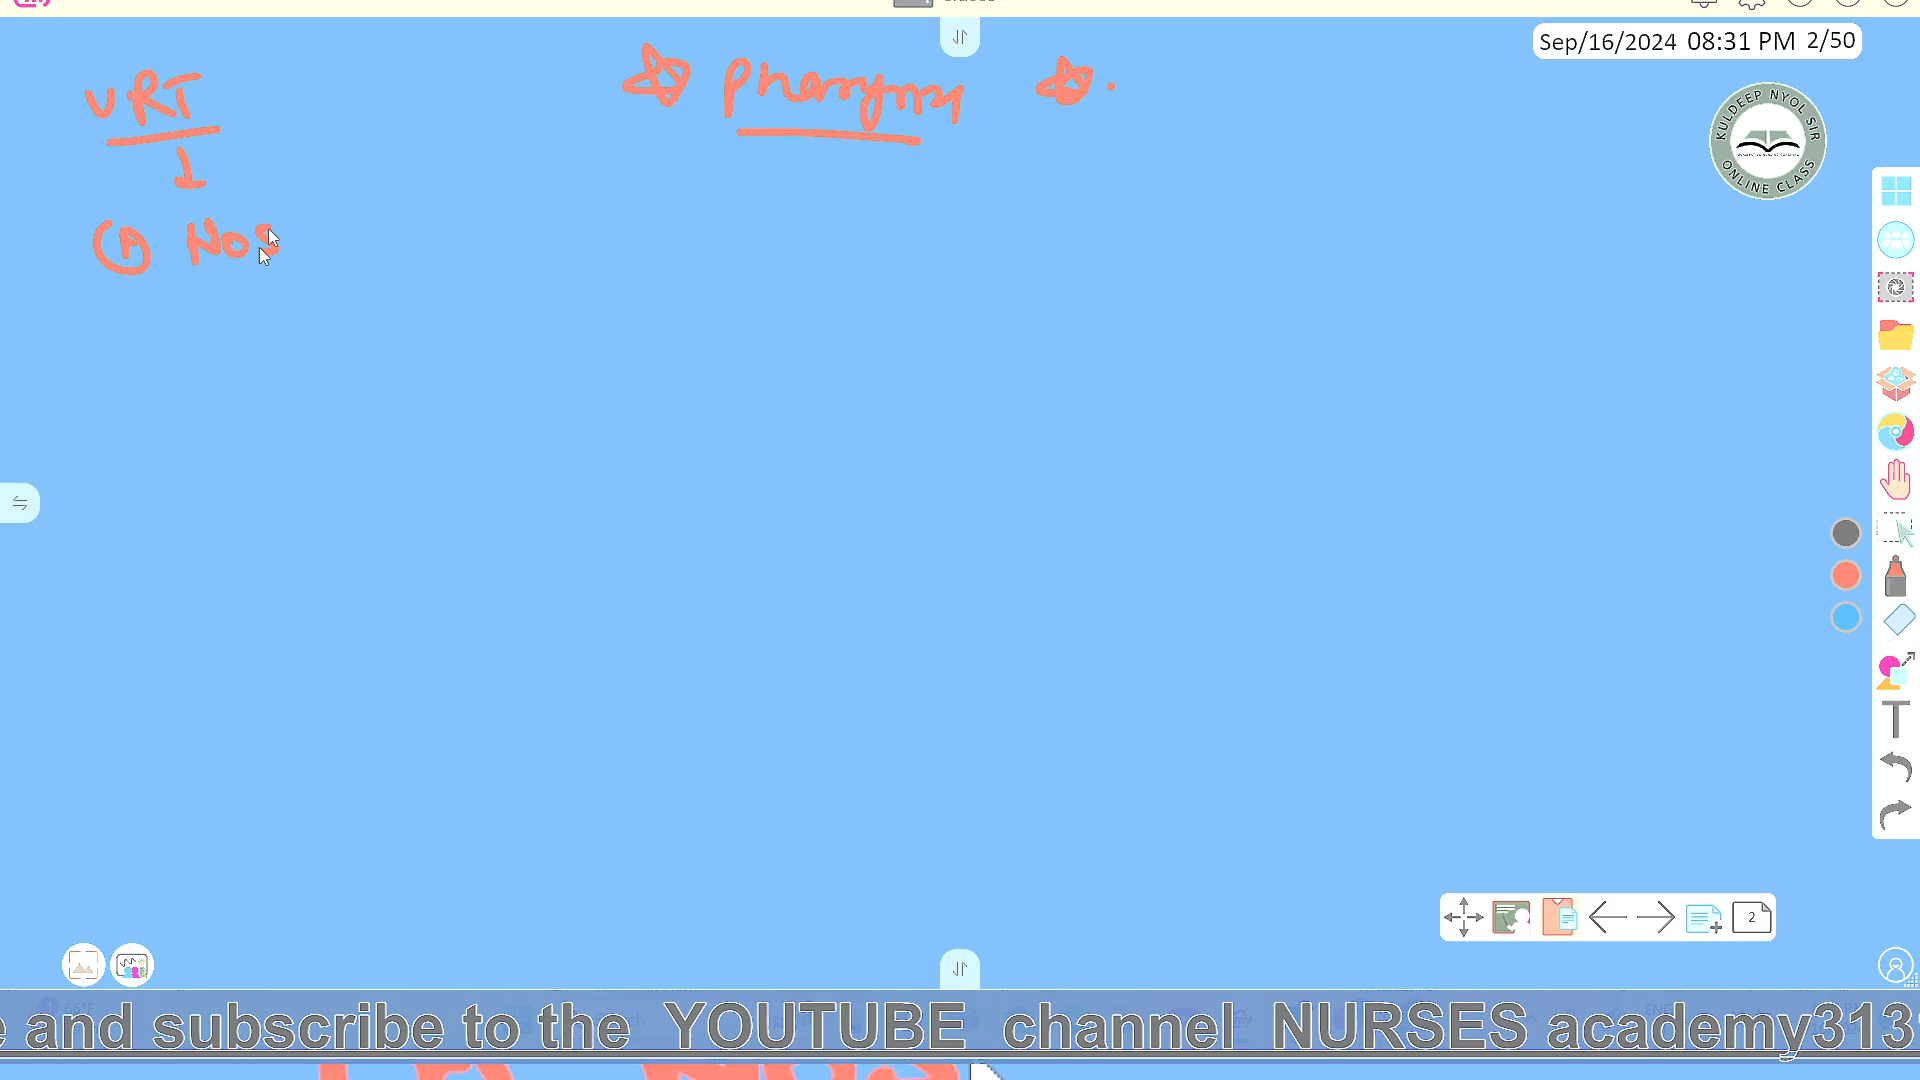 Sep/16/2024 08:31 PM 2/50
☆ Pharynx ☆.
URT
KULDEEP NYOL SIR
ONLINE CLASS
1
A Nos
2
e and subscribe to the YOUTUBE channel NURSES academy313